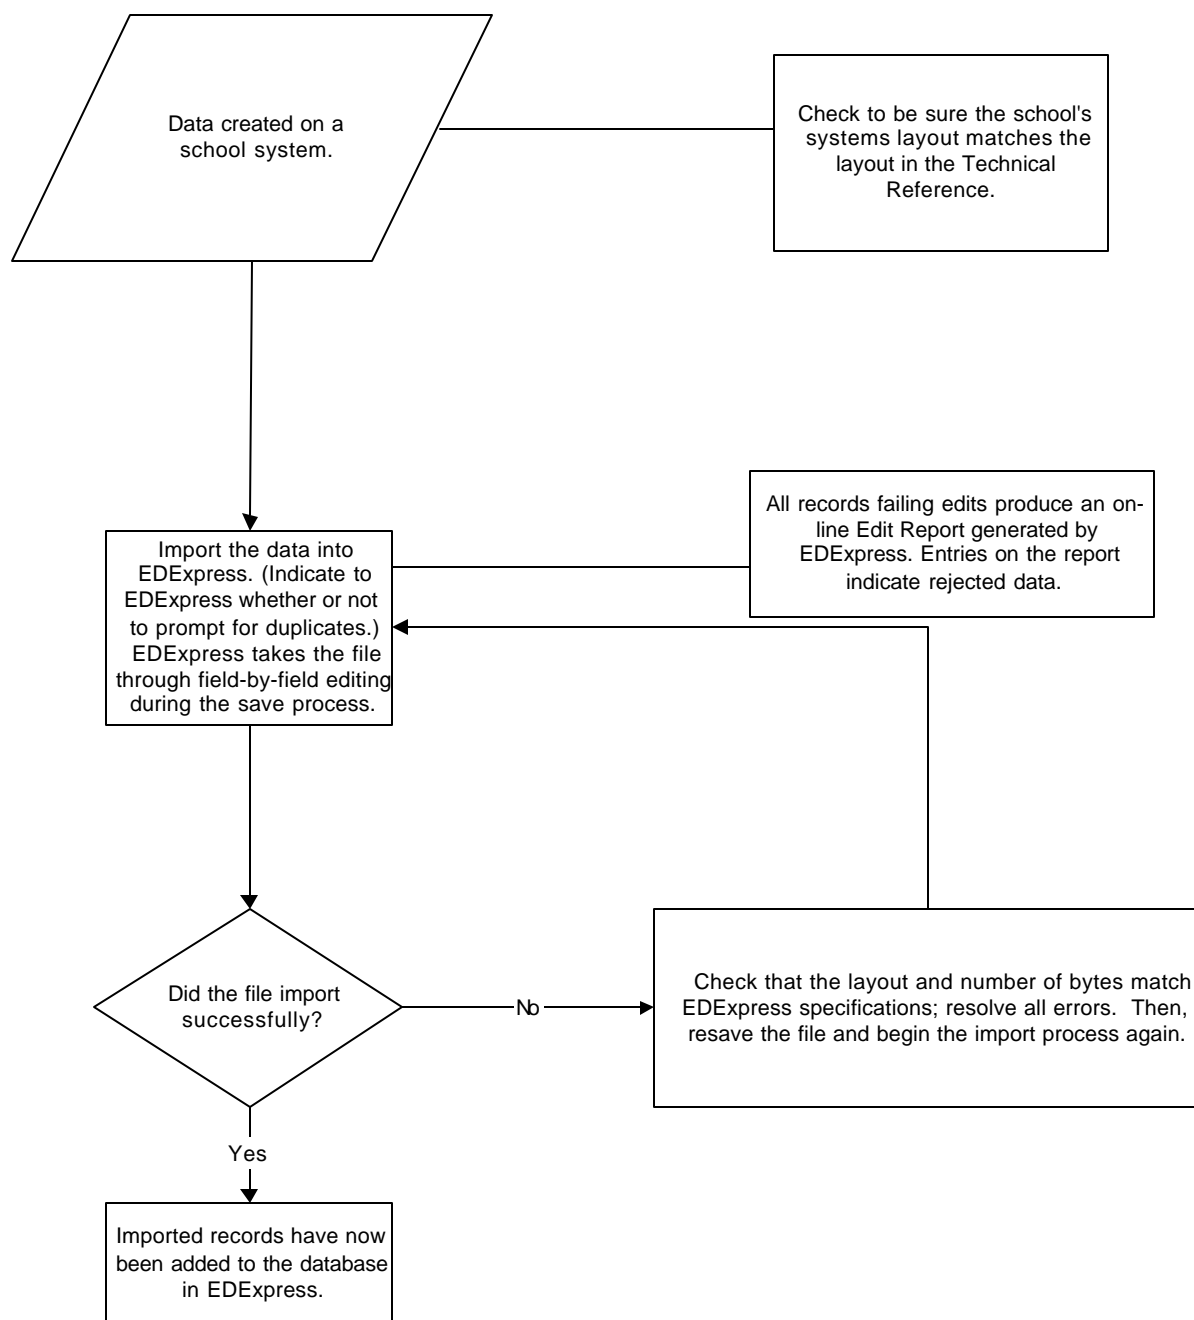 Data created on a
school system.
Check to be sure the school's
systems layout matches the
layout in the Technical
Reference.
All records failing edits produce an on-
line Edit Report generated by
EDExpress. Entries on the report
indicate rejected data.
Import the data into
EDExpress. (Indicate to
EDExpress whether or not
to prompt for duplicates.)
EDExpress takes the file
through field-by-field editing
during the save process.
Did the file import
successfully?
No
Check that the layout and number of bytes match
EDExpress specifications; resolve all errors.  Then,
resave the file and begin the import process again.
Yes
Imported records have now
been added to the database
in EDExpress.